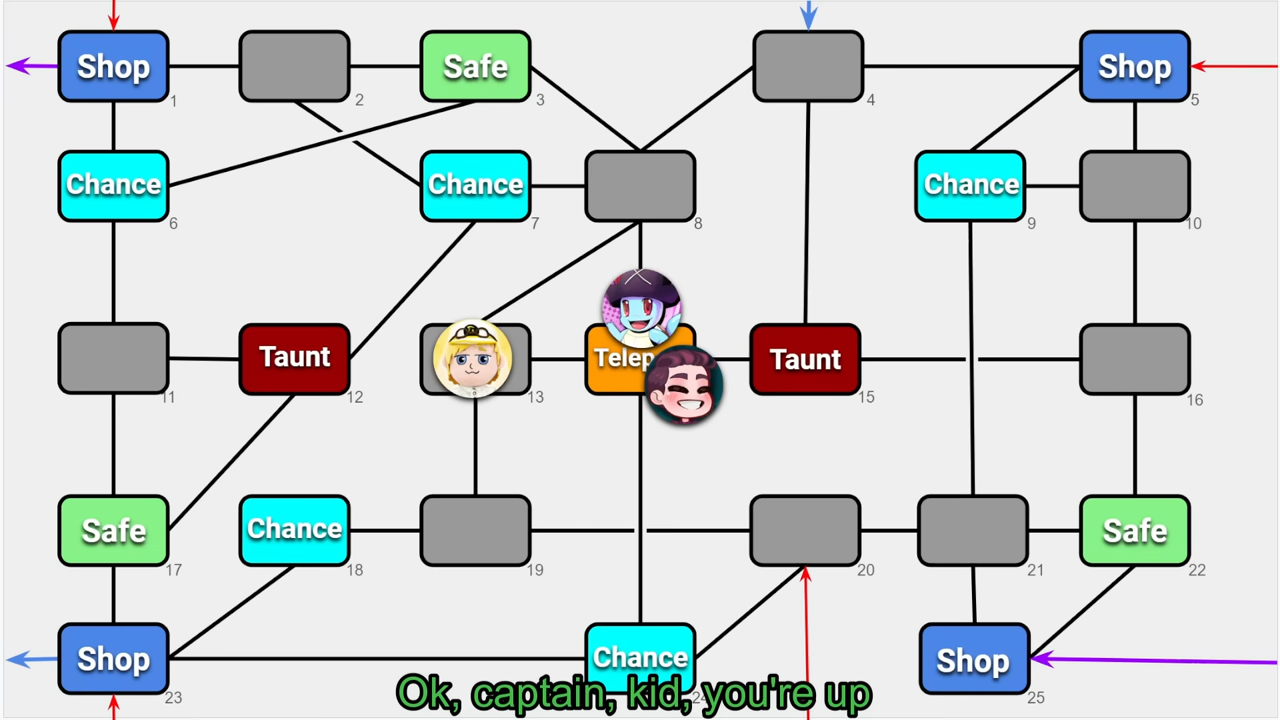 Shop
Safe
Shop
1
2
3
4
5
Chance
Chance
Chance
6
7
8
9
10
Taunt
Telep
Taunt
11
12
13
15
16
Safe
Chance
Safe
17
18
19
20
21
22
Shop
Chance
Shop
23
25
Ok, captain, kid, you're up